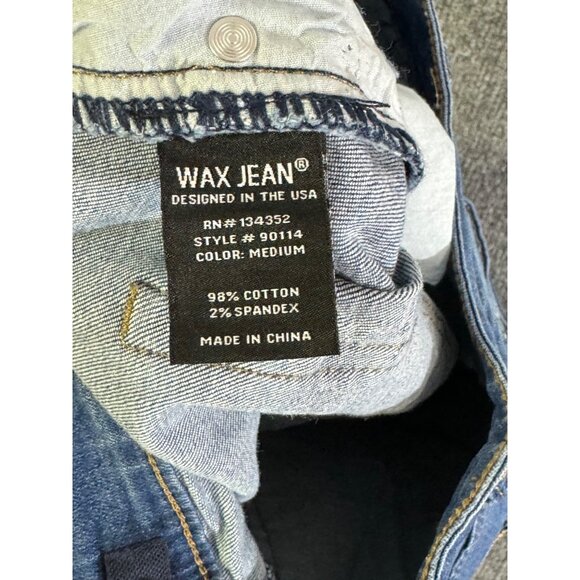 WAX JEAN®
DESIGNED IN THE USA
RN# 134352
STYLE # 90114
COLOR: MEDIUM
98% COTTON
2% SPANDEX
MADE IN CHINA